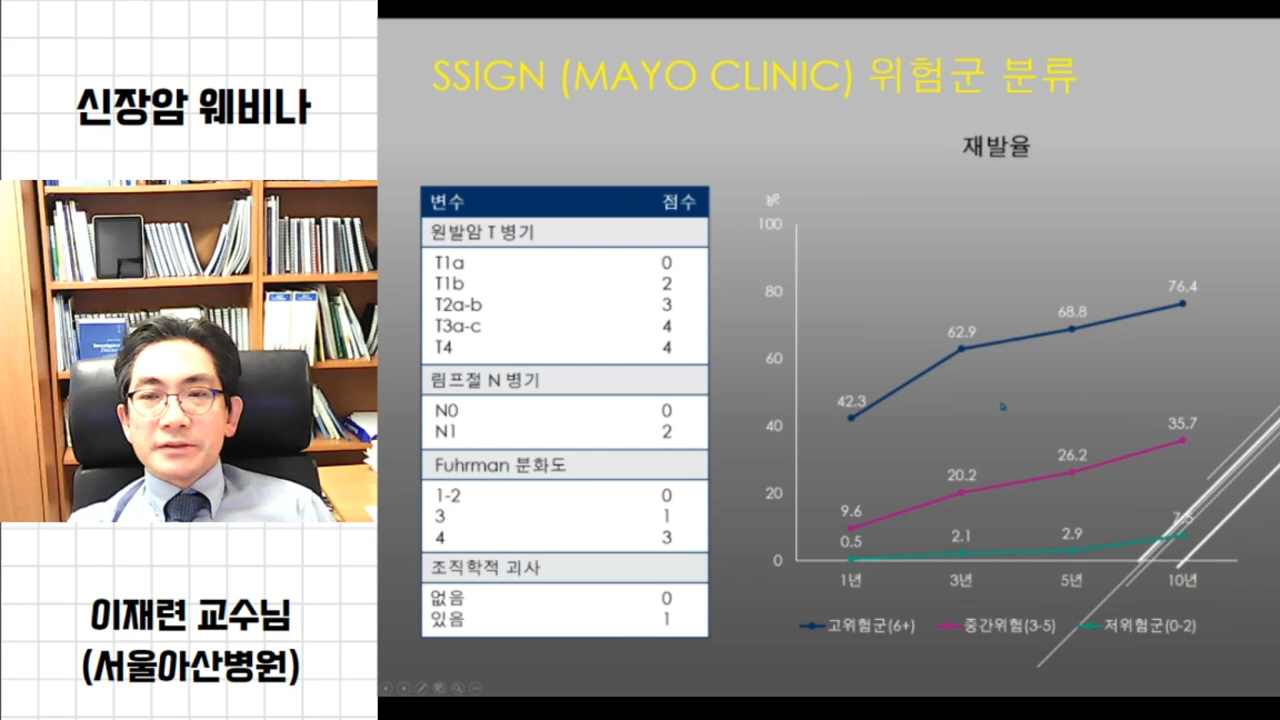 신장암 웨비나
이재련 교수님
(서울아산병원)
SSIGN (MAYO CLINIC) 위험군 분류
변수 점수
원발암 T 병기
T1a 0
T1b 2
T2a-b 3
T3a-c 4
T4 4
림프절 N 병기
N0 0
N1 2
Fuhrman 분화도
1-2 0
3 1
4 3
조직학적 괴사
없음 0
있음 1
재발율
100
80
60
40
20
0
42.3
62.9
68.8
76.4
9.6
20.2
26.2
35.7
0.5
2.1
2.9
7.5
1년 3년 5년 10년
고위험군(6+) 중간위험(3-5) 저위험군(0-2)